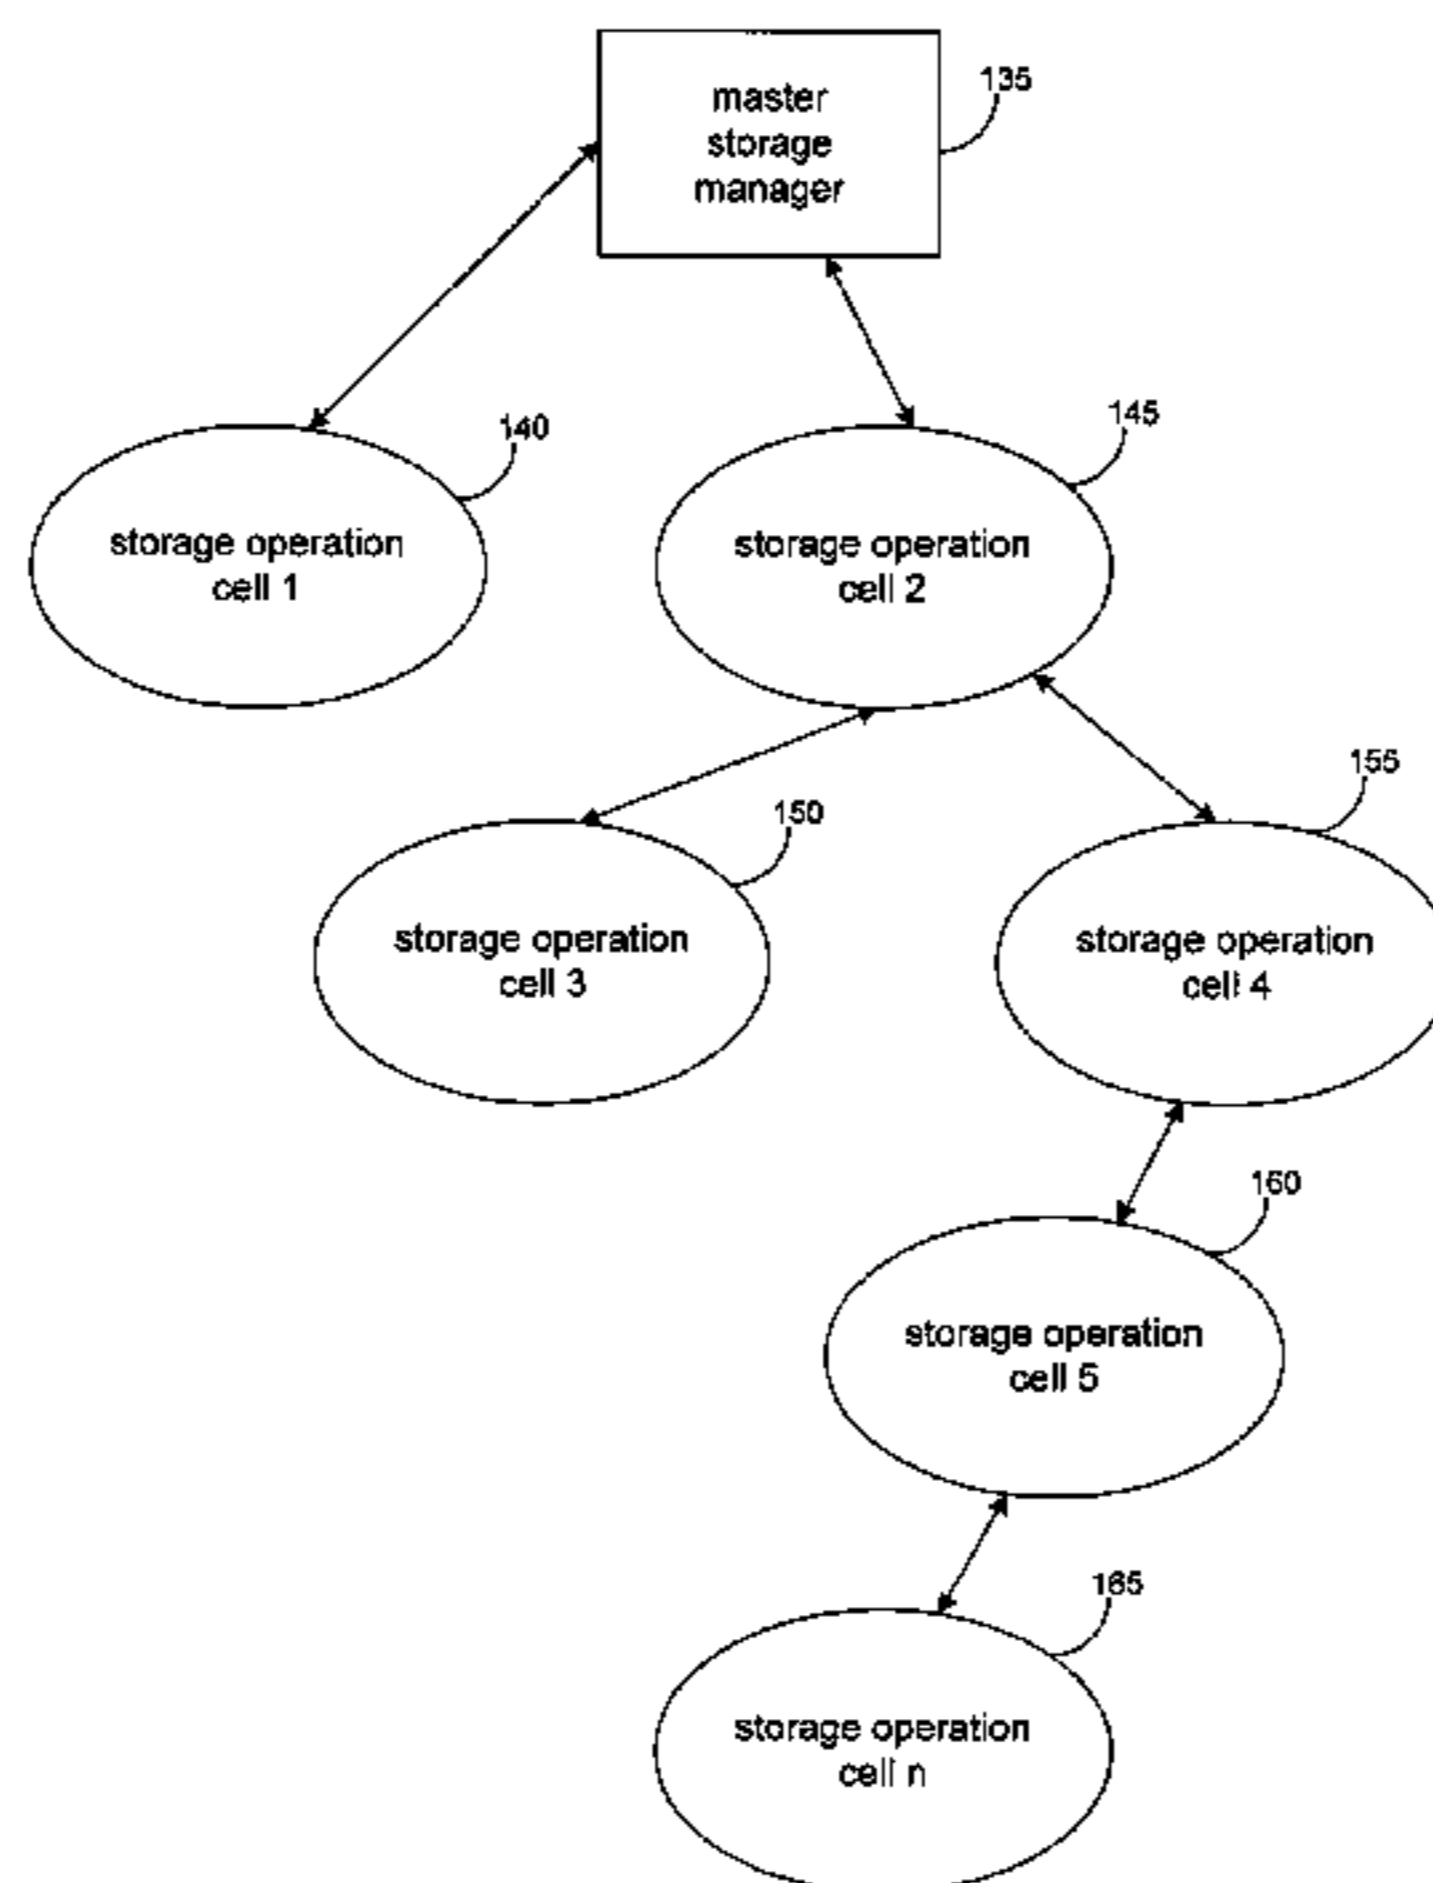 master
storage
manager
135
140
145
storage operation
cell 1
storage operation
cell 2
150
155
storage operation
cell 3
storage operation
cell 4
160
storage operation
cell 5
165
storage operation
cell n